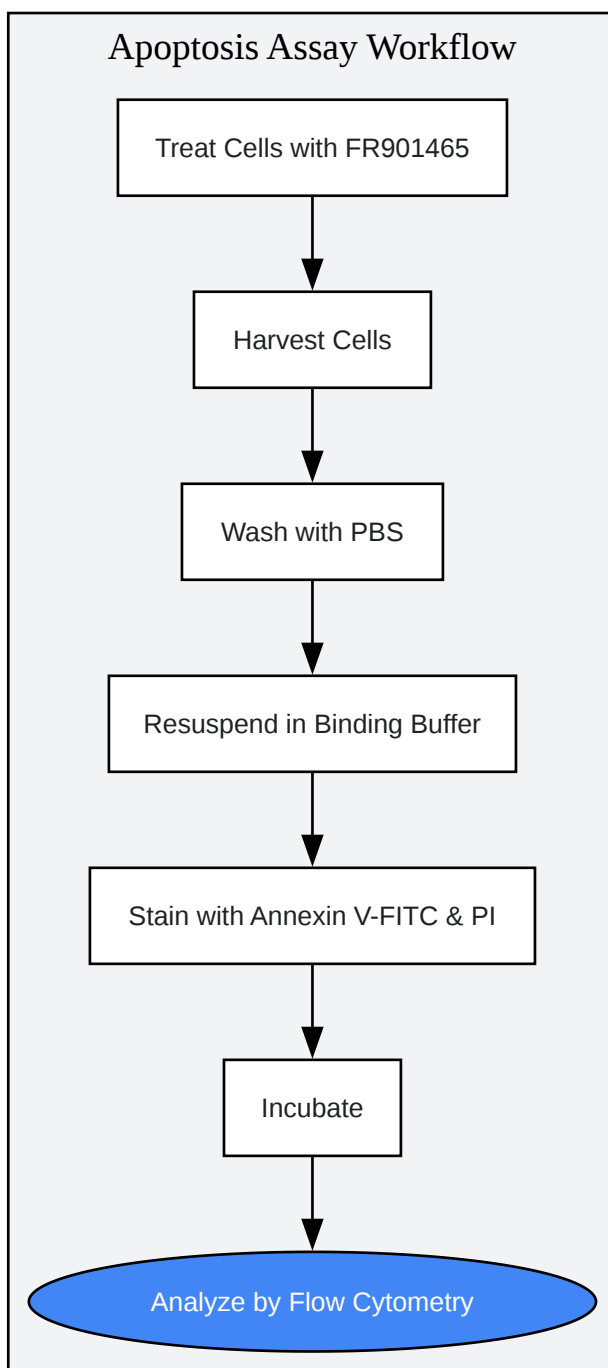 Apoptosis Assay Workflow
Treat Cells with FR901465
Harvest Cells
Wash with PBS
Resuspend in Binding Buffer
Stain with Annexin V-FITC & PI
Incubate
Analyze by Flow Cytometry